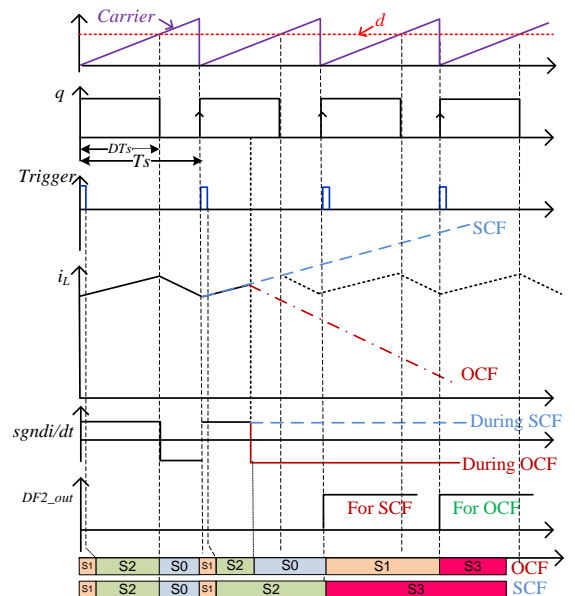 Carrier
d
q
DTs
Ts
Trigger
SCF
iL
OCF
sgndi/dt
During SCF
During OCF
DF2_out
For SCF
For OCF
S1 S2 S0 S1 S2 S0 S1 S3 OCF
S1 S2 S0 S1 S2 S3 SCF